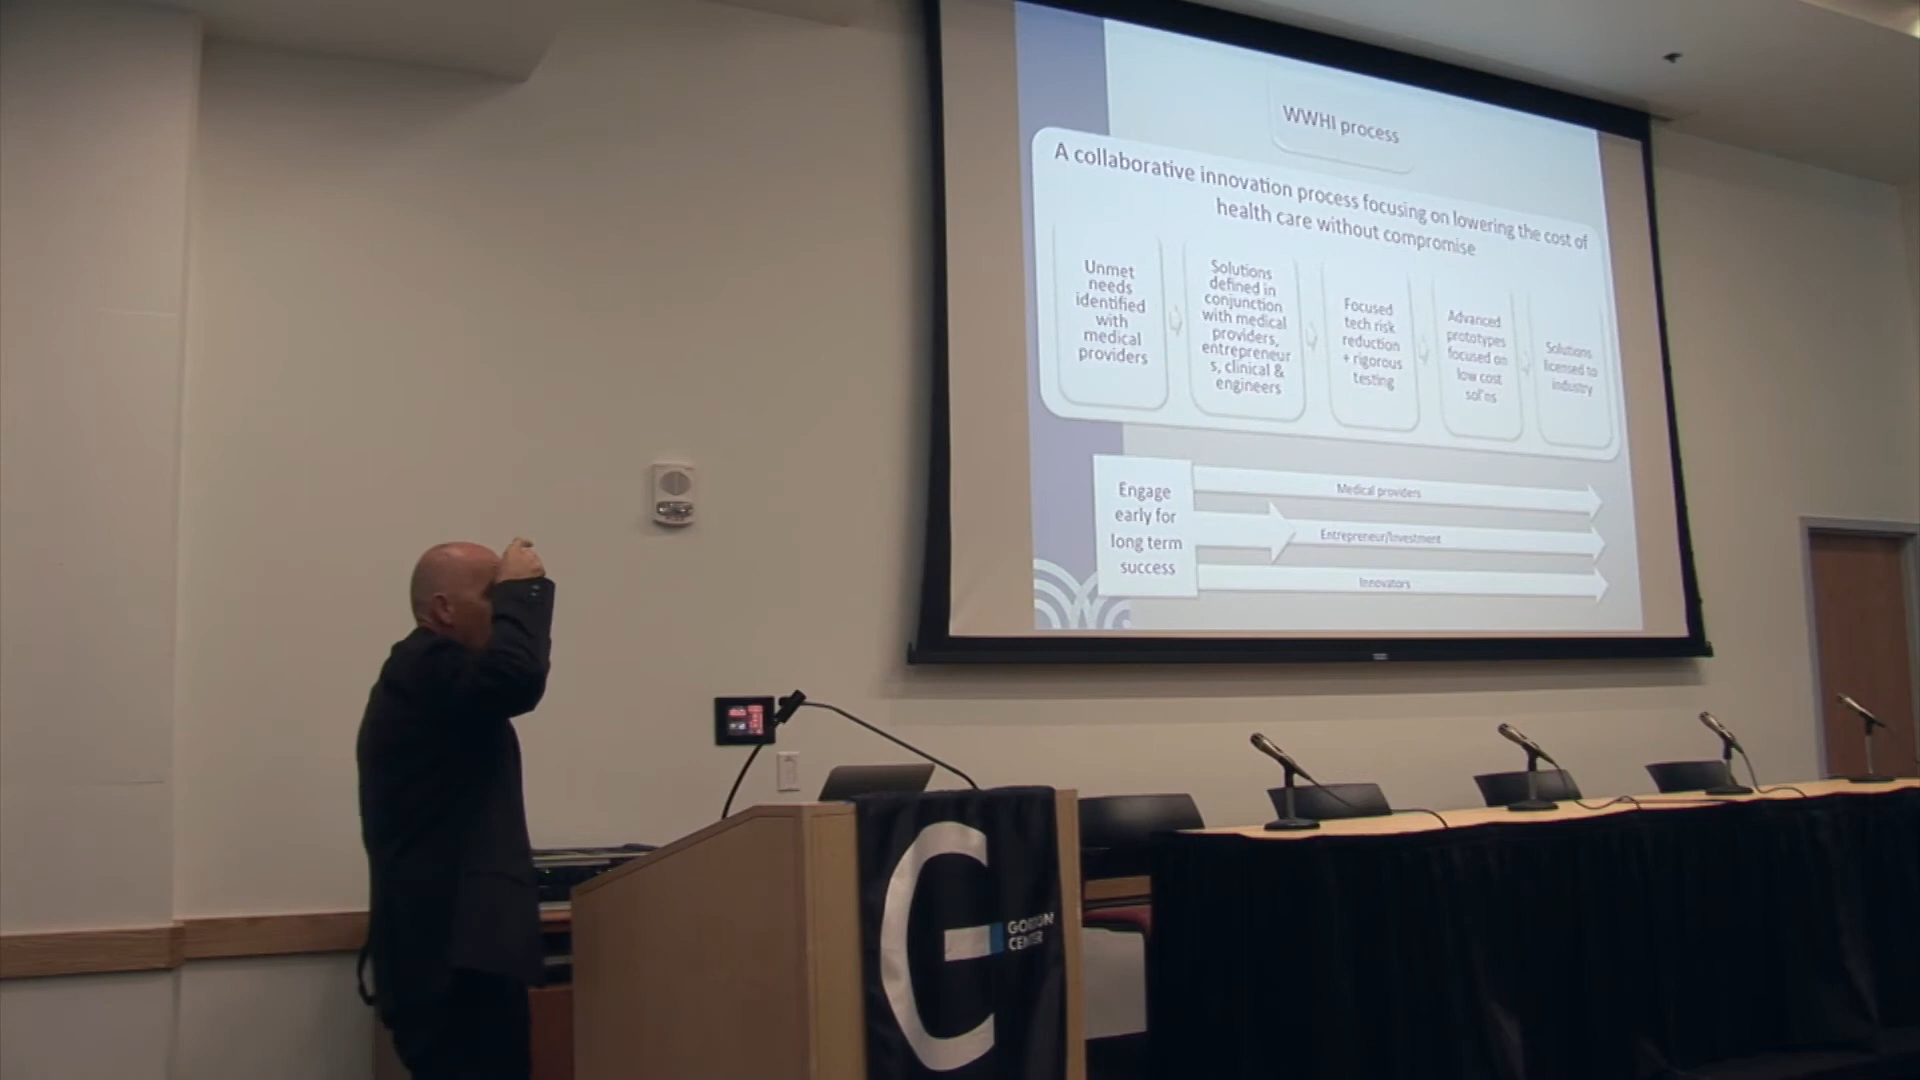 WWHI process
A collaborative innovation process focusing on lowering the cost of
health care without compromise
Unmet
needs
identified
with
medical
providers
Solutions
defined in
conjunction
with medical
providers,
entrepreneur
s, clinical &
engineers
Focused
tech risk
reduction
+ rigorous
testing
Advanced
prototypes
focused on
low cost
sol'ns
Solutions
licensed to
industry
Engage
early for
long term
success
Medical providers
Entrepreneur/Investment
Innovators
GORDON
CENTER